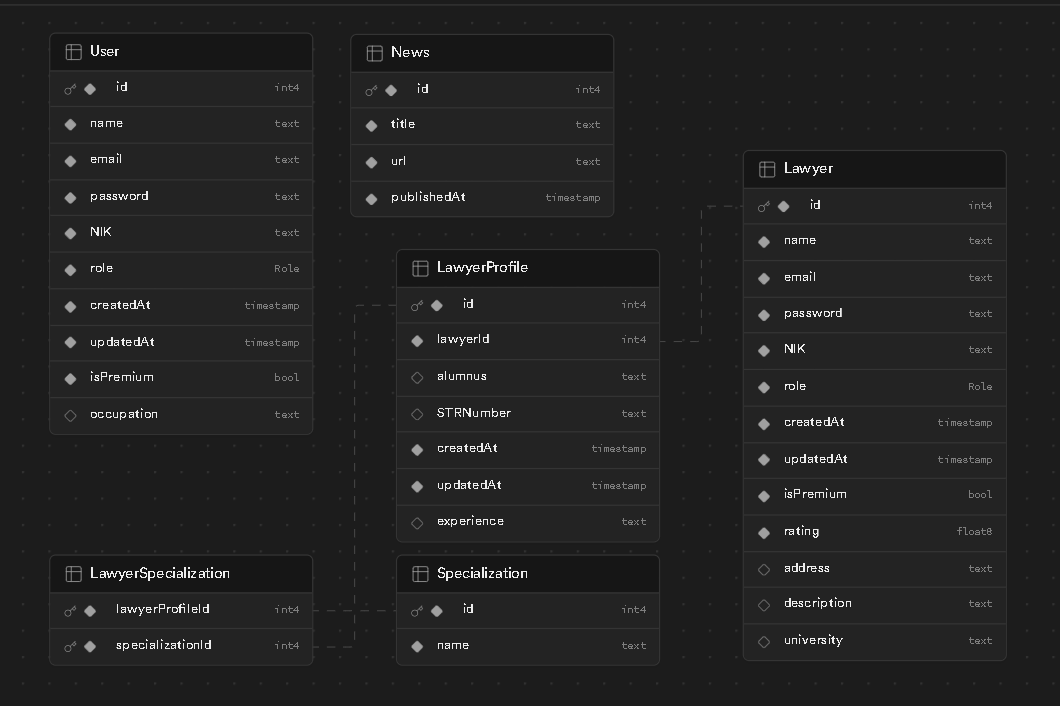 User
id int4
name text
email text
password text
NIK text
role Role
createdAt timestamp
updatedAt timestamp
isPremium bool
occupation text
News
id int4
title text
url text
publishedAt timestamp
LawyerProfile
id int4
lawyerId int4
alumnus text
STRNumber text
createdAt timestamp
updatedAt timestamp
experience text
Lawyer
id int4
name text
email text
password text
NIK text
role Role
createdAt timestamp
updatedAt timestamp
isPremium bool
rating float8
address text
description text
university text
LawyerSpecialization
lawyerProfileId int4
specializationId int4
Specialization
id int4
name text